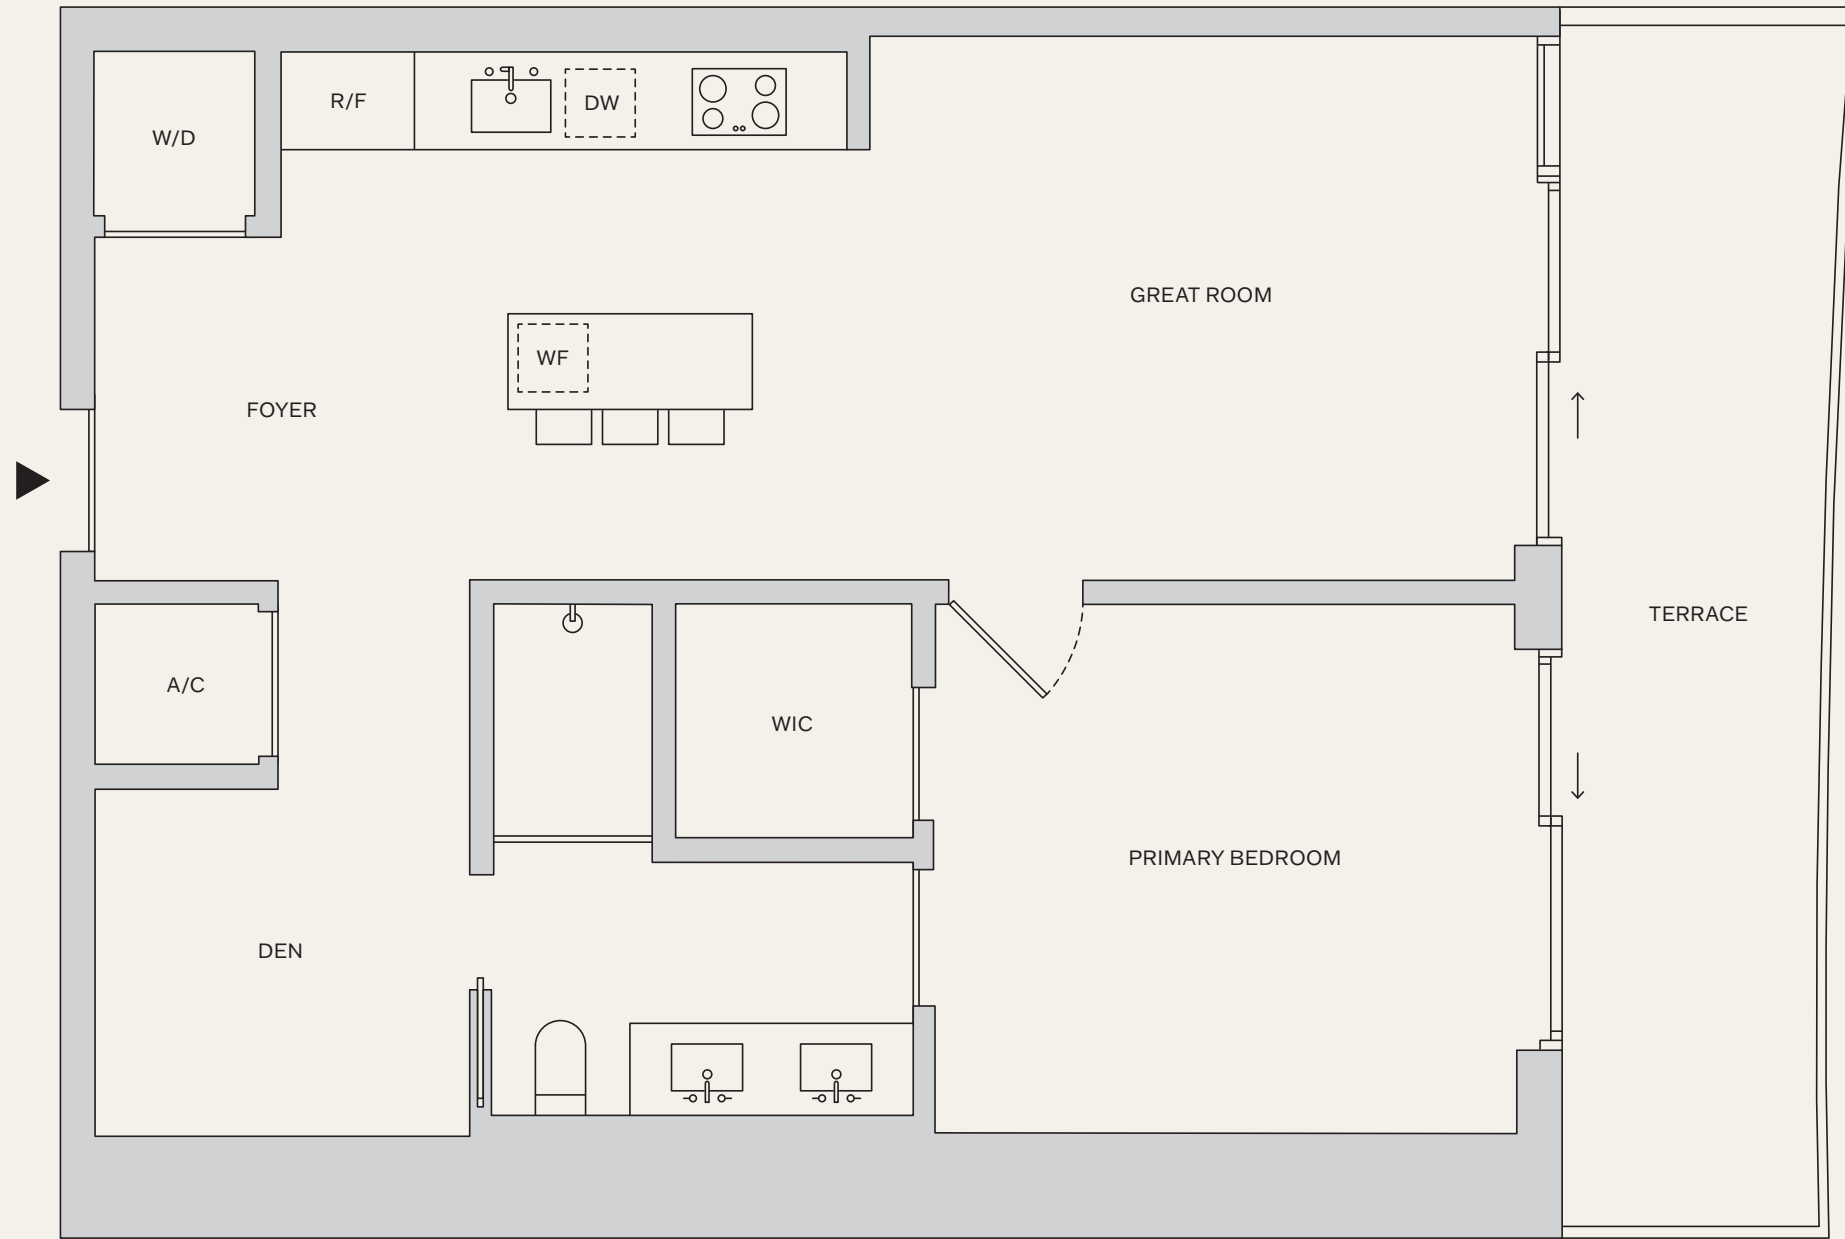 R/F
DW
W/D
GREAT ROOM
WF
FOYER
TERRACE
A/C
WIC
PRIMARY BEDROOM
DEN